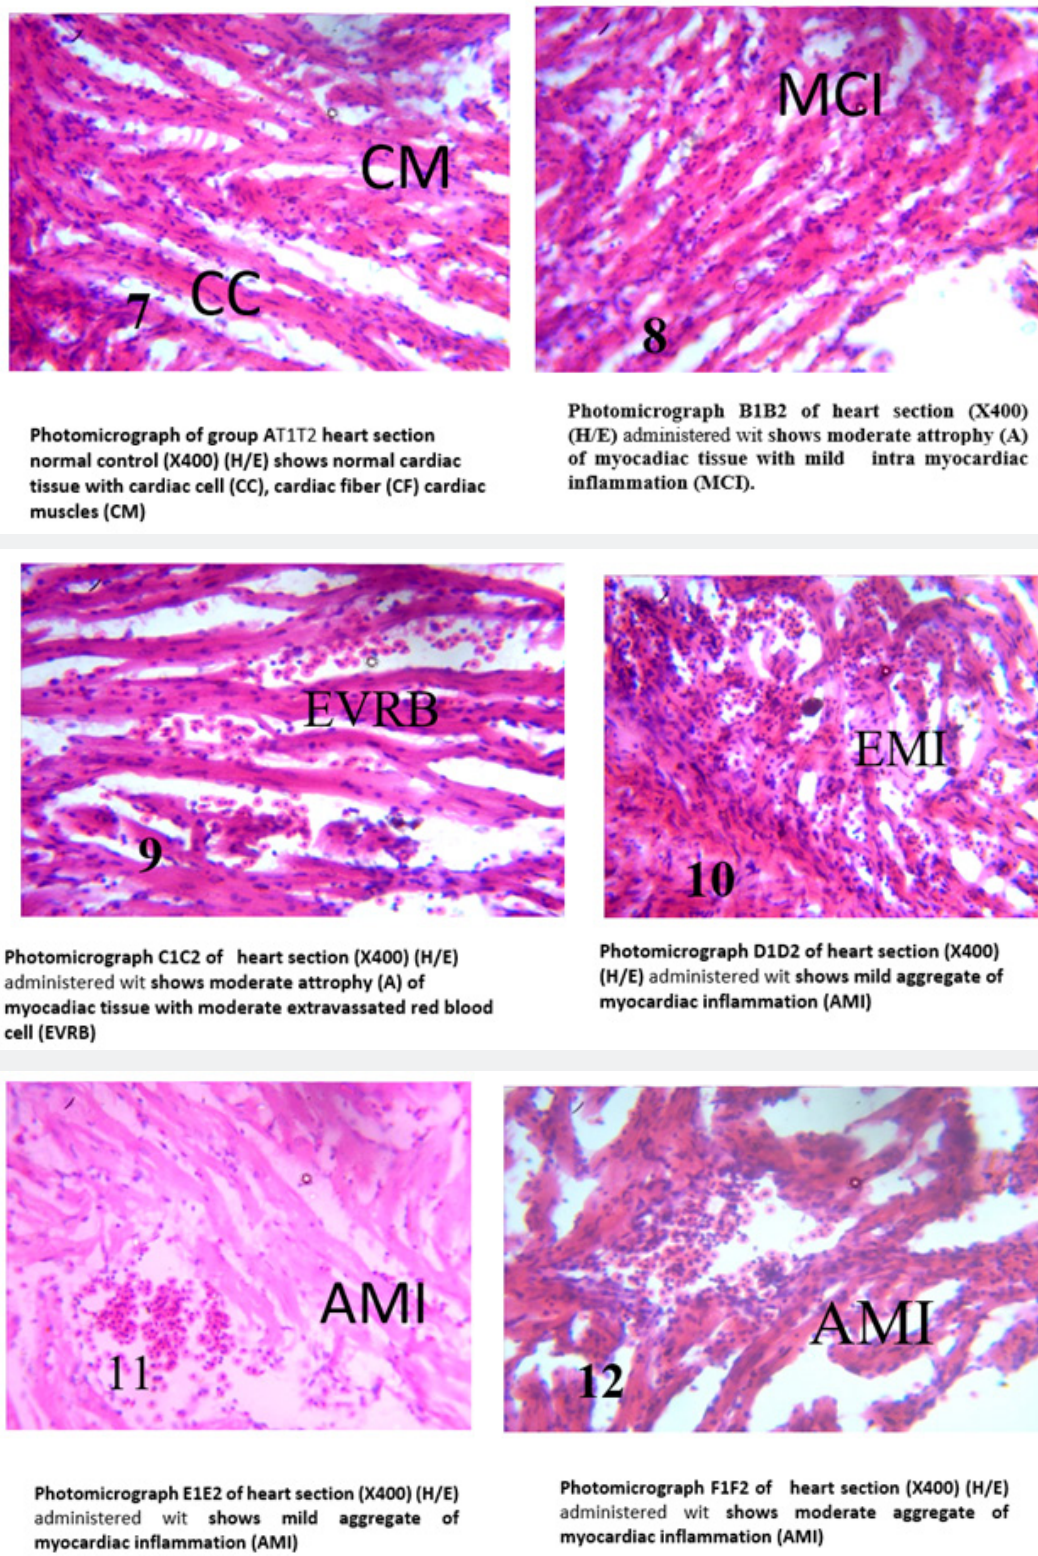 CM
CC
7
Photomicrograph of group AT1T2 heart section
normal control (X400) (H/E) shows normal cardiac
tissue with cardiac cell (CC), cardiac fiber (CF) cardiac
muscles (CM)
MCI
8
Photomicrograph B1B2 of heart section (X400)
(H/E) administered wit shows moderate attrophy (A)
of myocadiac tissue with mild intra myocardiac
inflammation (MCI).
EVRB
9
Photomicrograph C1C2 of heart section (X400) (H/E)
administered wit shows moderate attrophy (A) of
myocadiac tissue with moderate extravassated red blood
cell (EVRB)
EMI
10
Photomicrograph D1D2 of heart section (X400)
(H/E) administered wit shows mild aggregate of
myocardiac inflammation (AMI)
AMI
11
Photomicrograph E1E2 of heart section (X400) (H/E)
administered wit shows mild aggregate of
myocardiac inflammation (AMI)
AMI
12
Photomicrograph F1F2 of heart section (X400) (H/E)
administered wit shows moderate aggregate of
myocardiac inflammation (AMI)